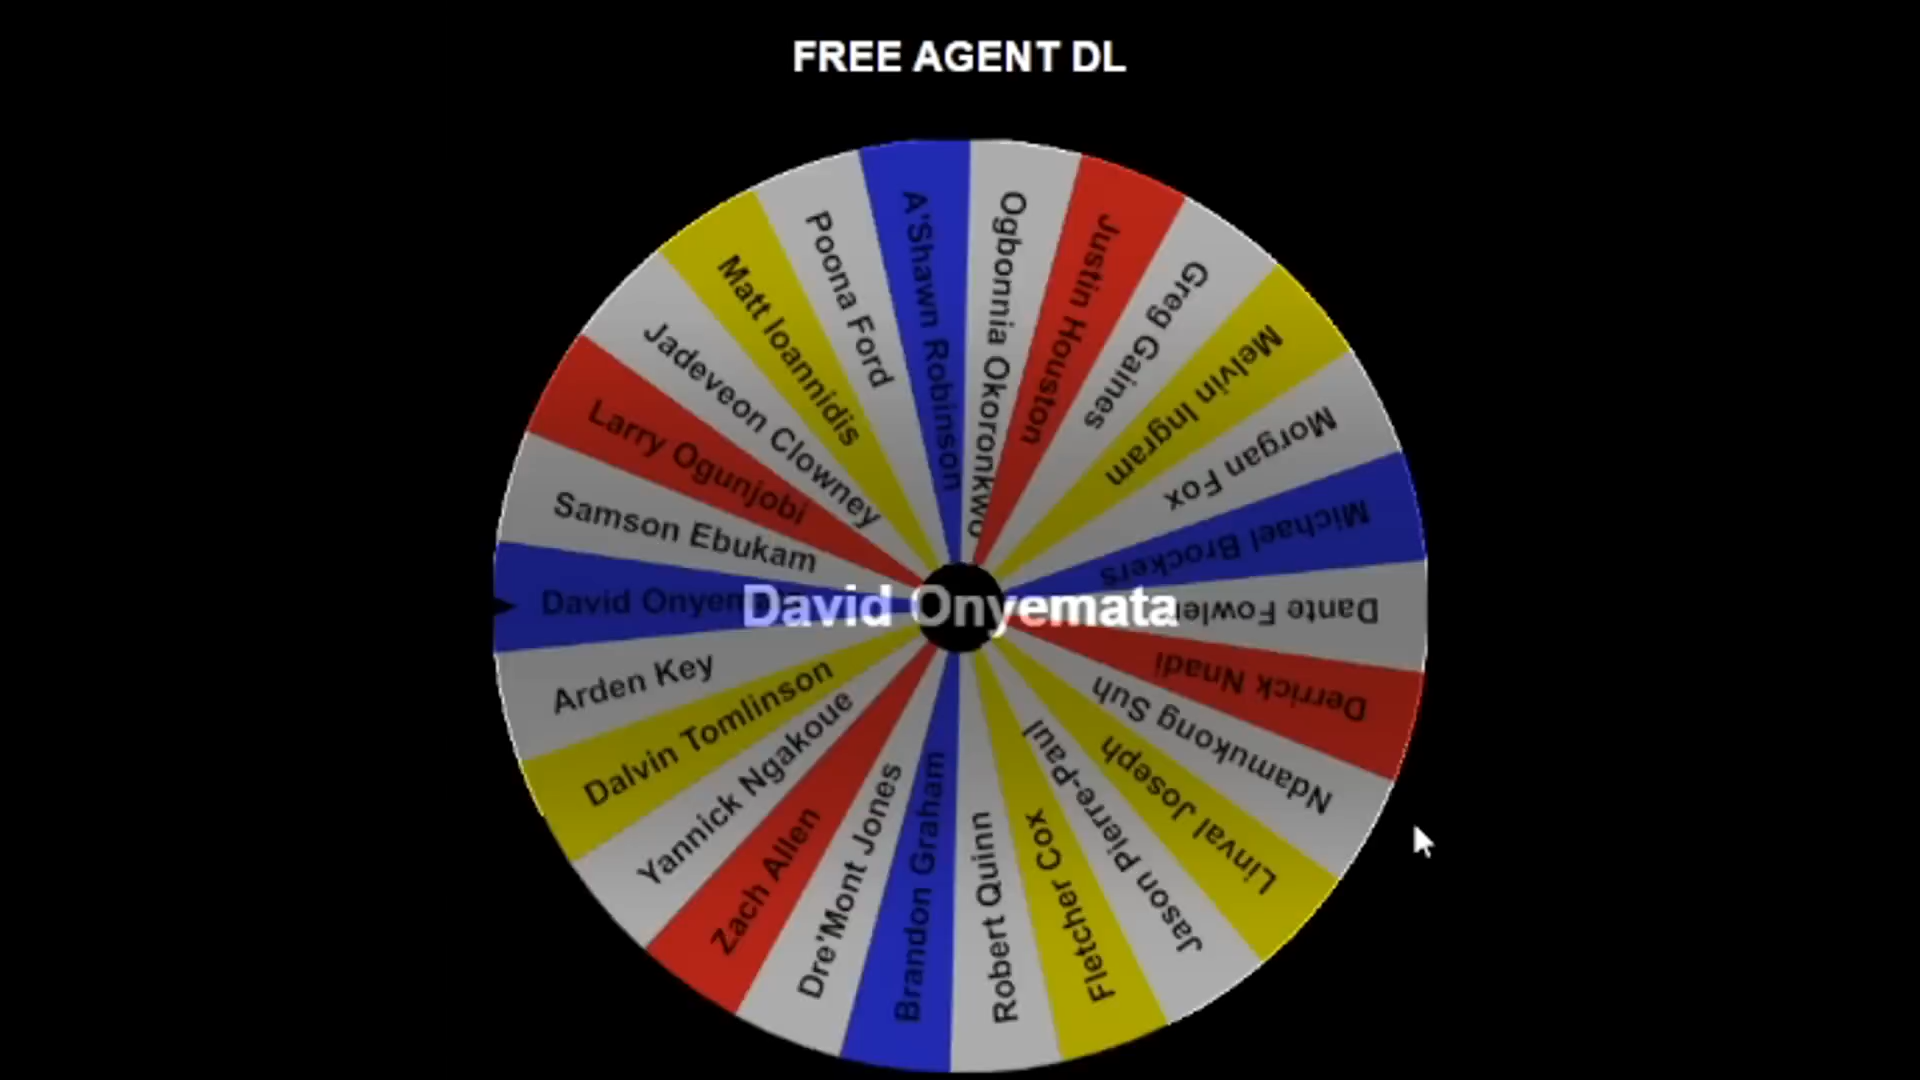 FREE AGENT DL
A'Shawn Robinson
Ogbonnia Okoronkwo
Justin Houston
Greg Gaines
Melvin Ingram
Morgan Fox
Michael Brockers
Dante Fowler
Derrick Nnadi
Ndamukong Suh
Linval Joseph
Jason Pierre-Paul
Fletcher Cox
Robert Quinn
Brandon Graham
Dre'Mont Jones
Zach Allen
Yannick Ngakoue
Dalvin Tomlinson
Arden Key
David Onyemata
Samson Ebukam
Larry Ogunjobi
Jadeveon Clowney
Matt Ioannidis
Poona Ford
David Onyemata